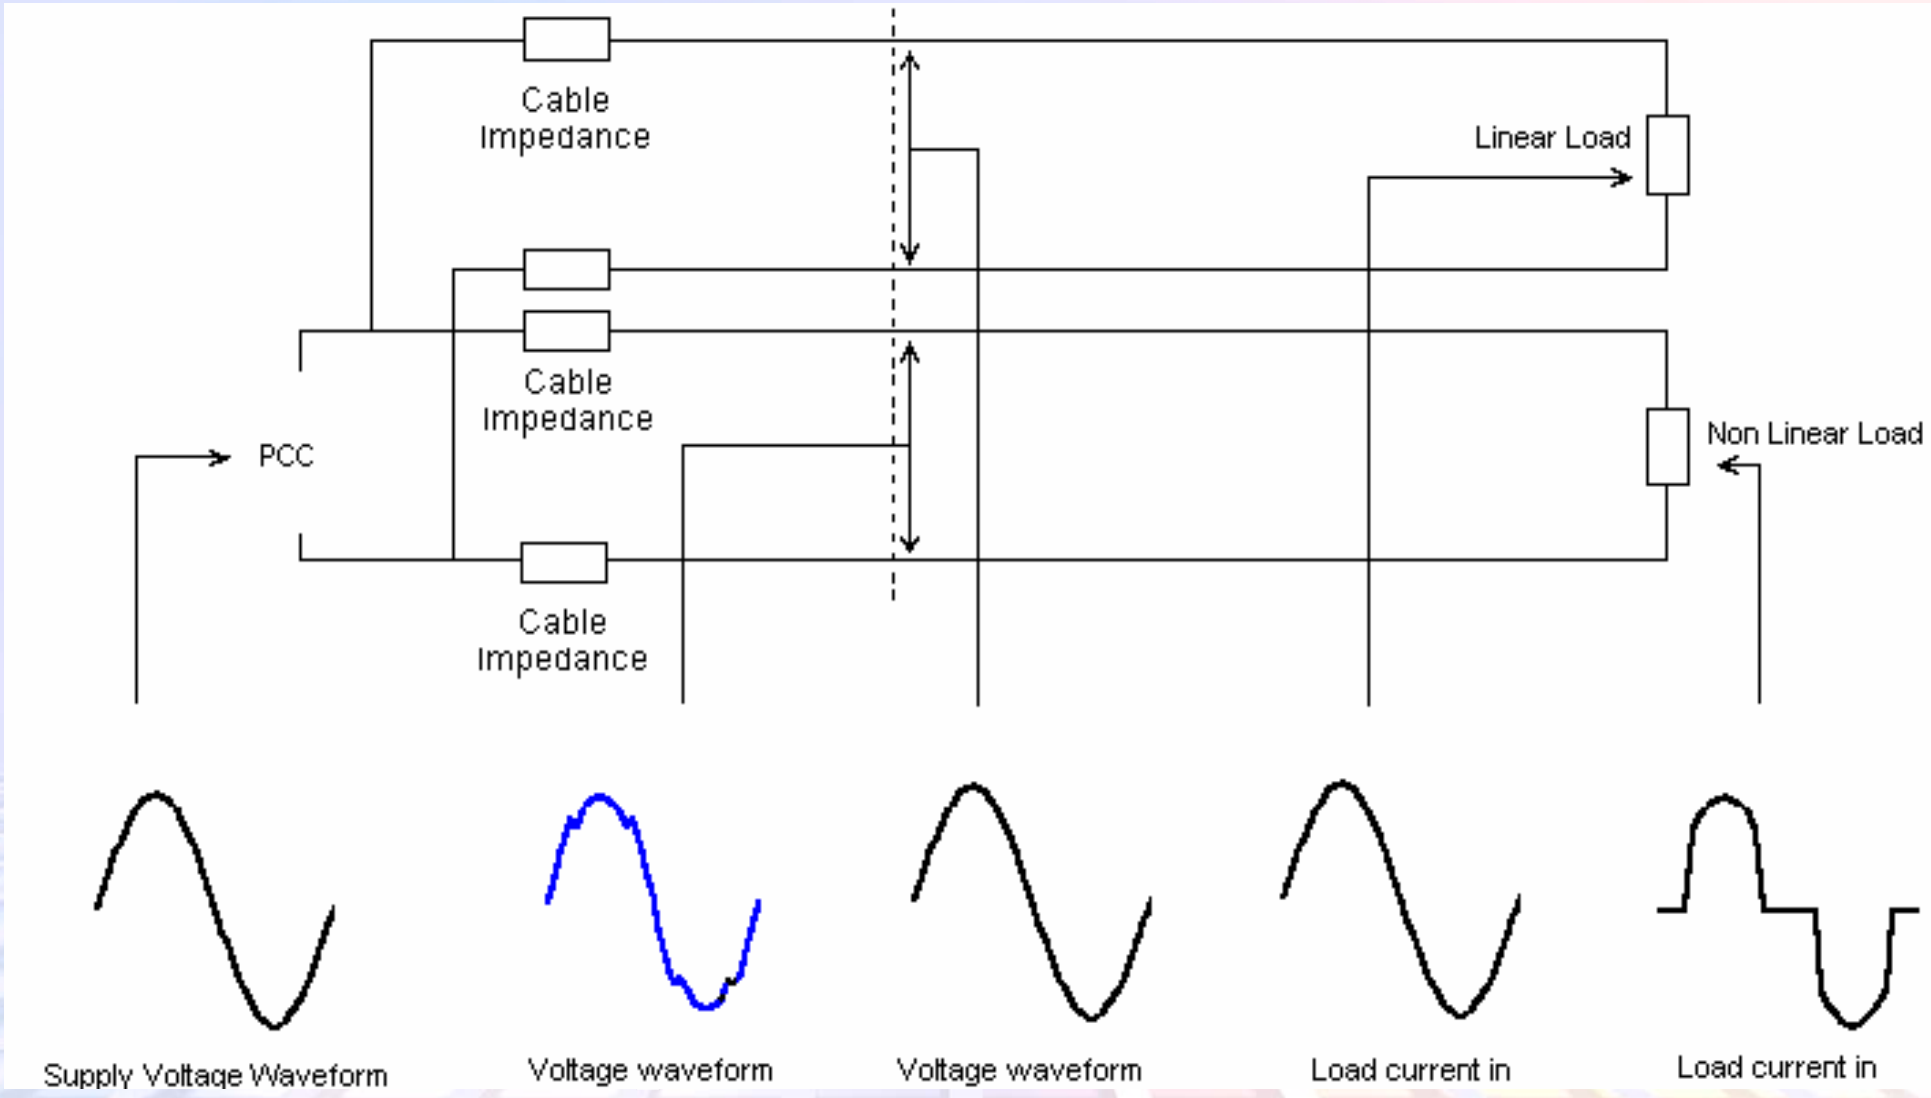 Cable
Impedance
Linear Load
Cable
Impedance
Non Linear Load
PCC
Cable
Impedance
Supply Voltage Waveform
Voltage waveform
Voltage waveform
Load current in
Load current in